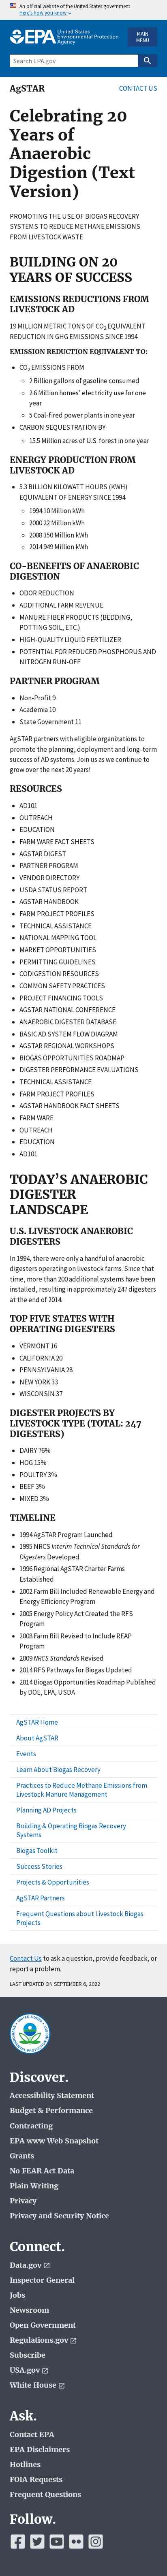 An official website of the United States government
Here's how you know
EPA United States Environmental Protection Agency
MAIN MENU
Search EPA.gov
AgSTAR
CONTACT US
Celebrating 20
Years of
Anaerobic
Digestion (Text
Version)
PROMOTING THE USE OF BIOGAS RECOVERY
SYSTEMS TO REDUCE METHANE EMISSIONS
FROM LIVESTOCK WASTE
BUILDING ON 20
YEARS OF SUCCESS
EMISSIONS REDUCTIONS FROM
LIVESTOCK AD
19 MILLION METRIC TONS OF CO2 EQUIVALENT
REDUCTION IN GHG EMISSIONS SINCE 1994
EMISSION REDUCTION EQUIVALENT TO:
CO2 EMISSIONS FROM
2 Billion gallons of gasoline consumed
2.6 Million homes' electricity use for one
year
5 Coal-fired power plants in one year
CARBON SEQUESTRATION BY
15.5 Million acres of U.S. forest in one year
ENERGY PRODUCTION FROM
LIVESTOCK AD
5.3 BILLION KILOWATT HOURS (KWH)
EQUIVALENT OF ENERGY SINCE 1994
1994 10 Million kWh
2000 22 Million kWh
2008 350 Million kWh
2014 949 Million kWh
CO-BENEFITS OF ANAEROBIC
DIGESTION
ODOR REDUCTION
ADDITIONAL FARM REVENUE
MANURE FIBER PRODUCTS (BEDDING,
POTTING SOIL, ETC.)
HIGH-QUALITY LIQUID FERTILIZER
POTENTIAL FOR REDUCED PHOSPHORUS AND
NITROGEN RUN-OFF
PARTNER PROGRAM
Non-Profit 9
Academia 10
State Government 11
AgSTAR partners with eligible organizations to
strengthen the planning, deployment, and long-term
success of AD systems. Join us as we continue to
grow over the next 20 years!
RESOURCES
AD101
OUTREACH
EDUCATION
FARM WARE FACT SHEETS
AGSTAR DIGEST
PARTNER PROGRAM
VENDOR DIRECTORY
USDA STATUS REPORT
AGSTAR HANDBOOK
FARM PROJECT PROFILES
TECHNICAL ASSISTANCE
NATIONAL MAPPING TOOL
MARKET OPPORTUNITIES
PERMITTING GUIDELINES
CODIGESTION RESOURCES
COMMON SAFETY PRACTICES
PROJECT FINANCING TOOLS
AGSTAR NATIONAL CONFERENCE
ANAEROBIC DIGESTER DATABASE
BASIC AD SYSTEM FLOW DIAGRAM
AGSTAR REGIONAL WORKSHOPS
BIOGAS OPPORTUNITIES ROADMAP
DIGESTER PERFORMANCE EVALUATIONS
TECHNICAL ASSISTANCE
FARM PROJECT PROFILES
AGSTAR HANDBOOK FACT SHEETS
FARM WARE
OUTREACH
EDUCATION
AD101
TODAY'S ANAEROBIC
DIGESTER
LANDSCAPE
U.S. LIVESTOCK ANAEROBIC
DIGESTERS
In 1994, there were only a handful of anaerobic
digesters operating on livestock farms. Since that
time, more than 200 additional systems have been
installed, resulting in approximately 247 digesters
at the end of 2014.
TOP FIVE STATES WITH
OPERATING DIGESTERS
VERMONT 16
CALIFORNIA 20
PENNSYLVANIA 28
NEW YORK 33
WISCONSIN 37
DIGESTER PROJECTS BY
LIVESTOCK TYPE (TOTAL: 247
DIGESTERS)
DAIRY 76%
HOG 15%
POULTRY 3%
BEEF 3%
MIXED 3%
TIMELINE
1994 AgSTAR Program Launched
1995 NRCS Interim Technical Standards for
Digesters Developed
1996 Regional AgSTAR Charter Farms
Established
2002 Farm Bill Included Renewable Energy and
Energy Efficiency Program
2005 Energy Policy Act Created the RFS
Program
2008 Farm Bill Revised to Include REAP
Program
2009 NRCS Standards Revised
2014 RFS Pathways for Biogas Updated
2014 Biogas Opportunities Roadmap Published
by DOE, EPA, USDA
AgSTAR Home
About AgSTAR
Events
Learn About Biogas Recovery
Practices to Reduce Methane Emissions from
Livestock Manure Management
Planning AD Projects
Building & Operating Biogas Recovery
Systems
Biogas Toolkit
Success Stories
Projects & Opportunities
AgSTAR Partners
Frequent Questions about Livestock Biogas
Projects
Contact Us to ask a question, provide feedback, or
report a problem.
LAST UPDATED ON SEPTEMBER 6, 2022
Discover.
Accessibility Statement
Budget & Performance
Contracting
EPA www Web Snapshot
Grants
No FEAR Act Data
Plain Writing
Privacy
Privacy and Security Notice
Connect.
Data.gov
Inspector General
Jobs
Newsroom
Open Government
Regulations.gov
Subscribe
USA.gov
White House
Ask.
Contact EPA
EPA Disclaimers
Hotlines
FOIA Requests
Frequent Questions
Follow.